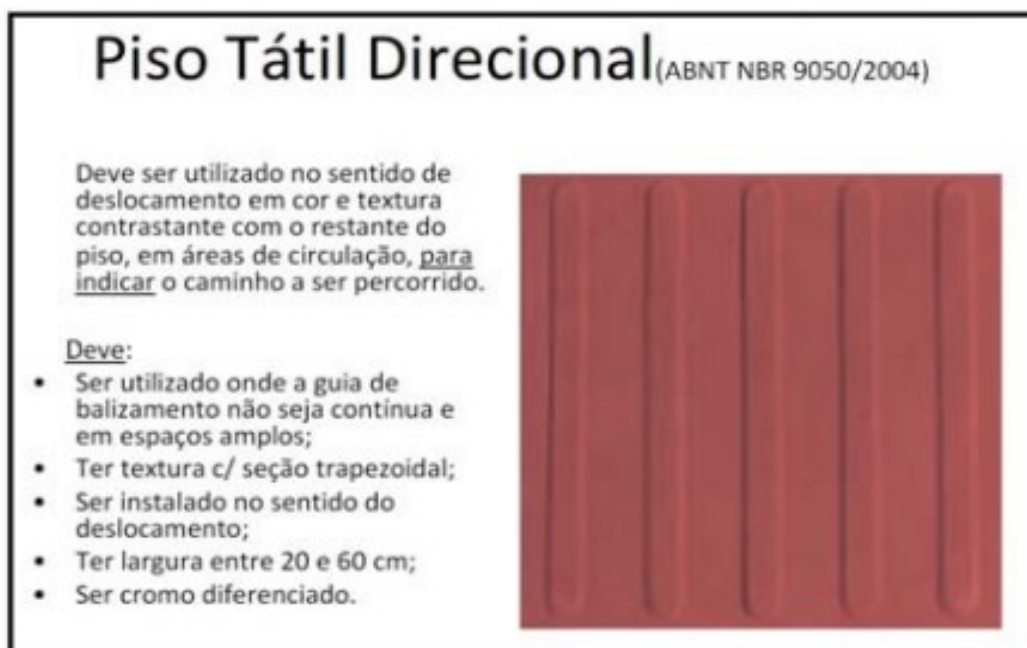 Piso Tátil Direcional(ABNT NBR 9050/2004)
Deve ser utilizado no sentido de
deslocamento em cor e textura
contrastante com o restante do
piso, em áreas de circulação, para
indicar o caminho a ser percorrido.
Deve:
• Ser utilizado onde a guia de
balizamento não seja contínua e
em espaços amplos;
• Ter textura c/ seção trapezoidal;
• Ser instalado no sentido do
deslocamento;
• Ter largura entre 20 e 60 cm;
• Ser cromo diferenciado.